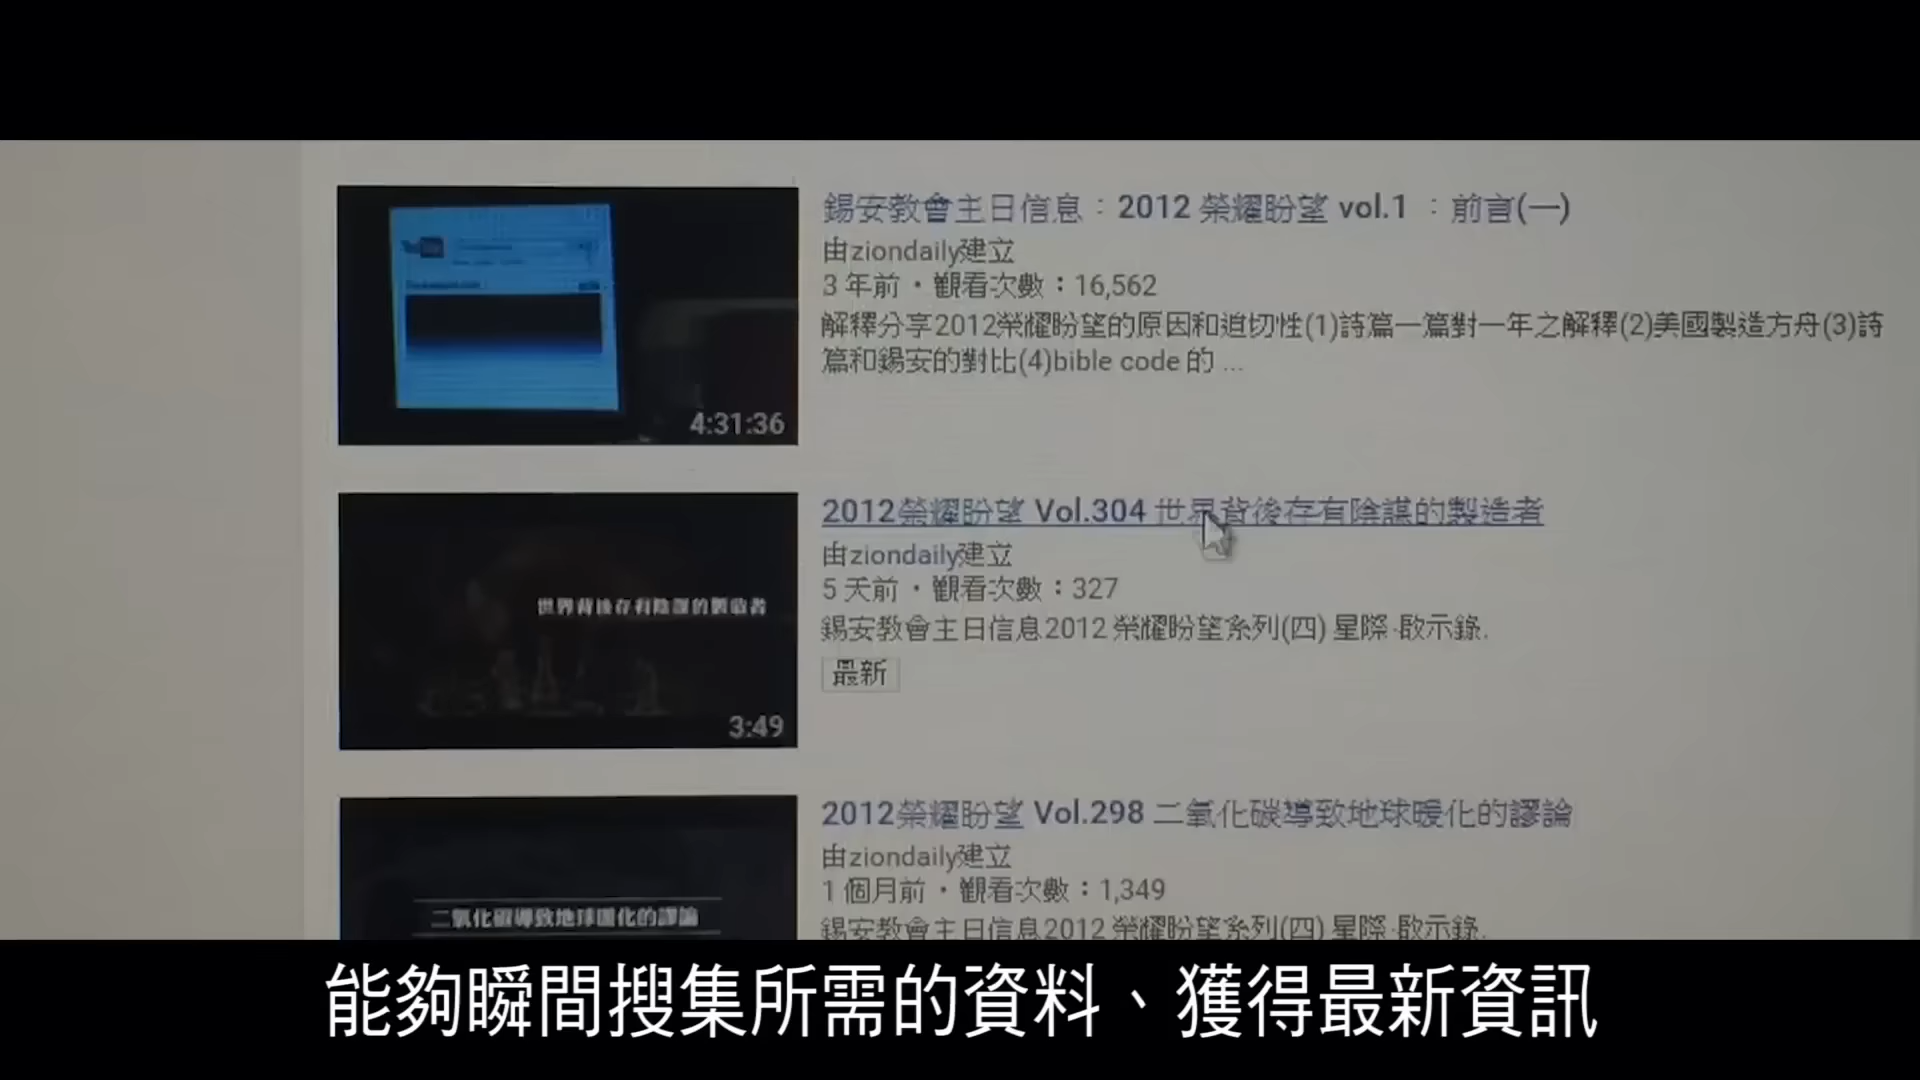 錫安教會主日信息：2012 榮耀盼望 vol.1 ：前言(一)
由ziondaily建立
3 年前・觀看次數：16,562
解釋分享2012榮耀盼望的原因和迫切性(1)詩篇一篇對一年之解釋(2)美國製造方舟(3)詩
篇和錫安的對比(4)bible code 的 ...
4:31:36
2012榮耀盼望 Vol.304 世界背後存有陰謀的製造者
由ziondaily建立
5 天前・觀看次數：327
錫安教會主日信息2012 榮耀盼望系列(四) 星際‧啟示錄.
最新
世界背後存有陰謀的製造者
3:49
2012榮耀盼望 Vol.298 二氧化碳導致地球暖化的謬論
由ziondaily建立
1 個月前・觀看次數：1,349
錫安教會主日信息2012 榮耀盼望系列(四) 星際‧啟示錄.
二氧化碳導致地球暖化的謬論
能夠瞬間搜集所需的資料、獲得最新資訊